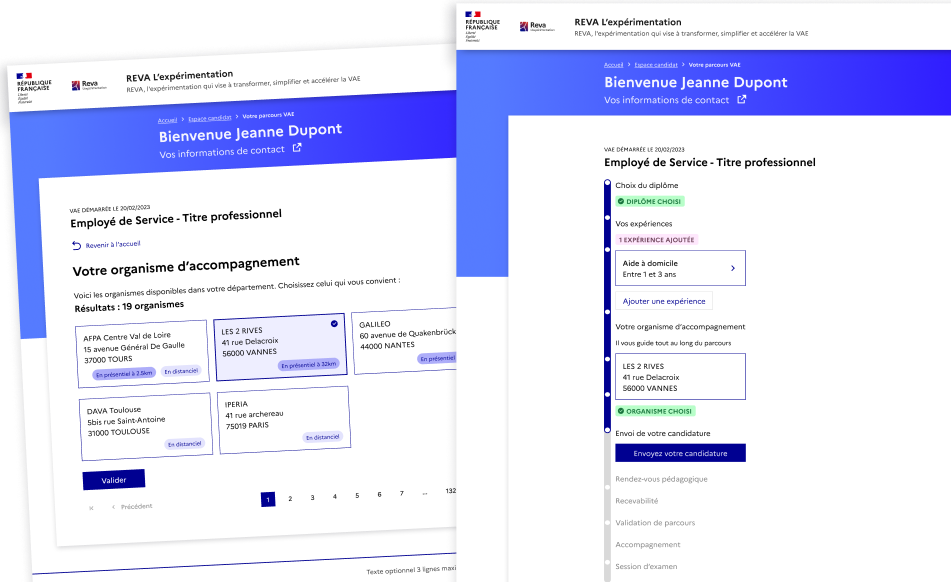 RÉPUBLIQUE
FRANÇAISE
Liberté
Égalité
Fraternité
Reva
L'expérimentation
REVA L'expérimentation
REVA, l'expérimentation qui vise à transformer, simplifier et accélérer la VAE
Accueil > Espace candidat > Votre parcours VAE
Bienvenue Jeanne Dupont
Vos informations de contact
VAE DÉMARRÉE LE 20/02/2023
Employé de Service - Titre professionnel
Revenir à l'accueil
Votre organisme d'accompagnement
Voici les organismes disponibles dans votre département. Choisissez celui qui vous convient :
Résultats : 19 organismes
AFPA Centre Val de Loire
15 avenue Général De Gaulle
37000 TOURS
En présentiel à 2.5km
En distanciel
LES 2 RIVES
41 rue Delacroix
56000 VANNES
En présentiel à 32km
GALILEO
60 avenue de Quakenbrück
44000 NANTES
En présentiel
DAVA Toulouse
5bis rue Saint-Antoine
31000 TOULOUSE
En distanciel
IPERIA
41 rue archereau
75019 PARIS
En distanciel
Valider
« < Précédent 1 2 3 4 5 6 7 … 132
Texte optionnel 3 lignes maxi
RÉPUBLIQUE
FRANÇAISE
Liberté
Égalité
Fraternité
Reva
L'expérimentation
REVA L'expérimentation
REVA, l'expérimentation qui vise à transformer, simplifier et accélérer la VAE
Accueil > Espace candidat > Votre parcours VAE
Bienvenue Jeanne Dupont
Vos informations de contact
VAE DÉMARRÉE LE 20/02/2023
Employé de Service - Titre professionnel
Choix du diplôme
DIPLÔME CHOISI
Vos expériences
1 EXPÉRIENCE AJOUTÉE
Aide à domicile
Entre 1 et 3 ans
Ajouter une expérience
Votre organisme d'accompagnement
Il vous guide tout au long du parcours
LES 2 RIVES
41 rue Delacroix
56000 VANNES
ORGANISME CHOISI
Envoi de votre candidature
Envoyez votre candidature
Rendez-vous pédagogique
Recevabilité
Validation de parcours
Accompagnement
Session d'examen